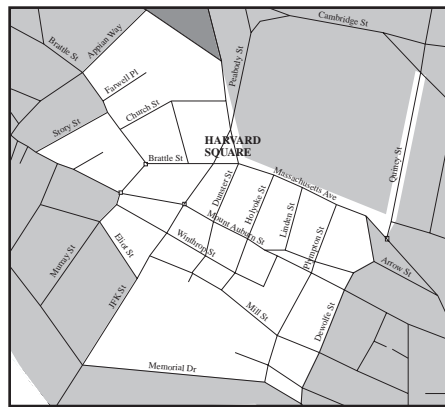 Cambridge St
Appian Way
Brattle St
Peabody St
Farwell Pl
Church St
Story St
HARVARD
SQUARE
Brattle St
Quincy St
Massachusetts Ave
Dunster St
Holyoke St
Linden St
Mount Auburn St
Plympton St
Winthrop St
Eliot St
Murray St
Arrow St
JFK St
Mill St
Dewolfe St
Memorial Dr